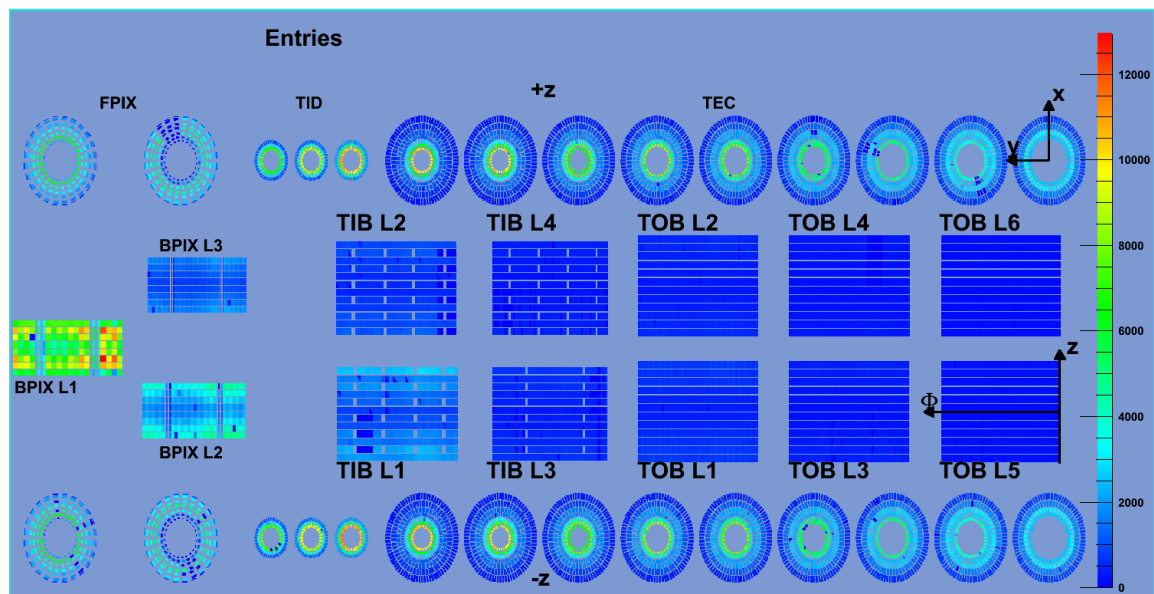 Entries
+z
FPIX TID TEC
x
y
TIB L2 TIB L4 TOB L2 TOB L4 TOB L6
BPIX L3
BPIX L1
BPIX L2
z
Φ
TIB L1 TIB L3 TOB L1 TOB L3 TOB L5
-z
12000
10000
8000
6000
4000
2000
0